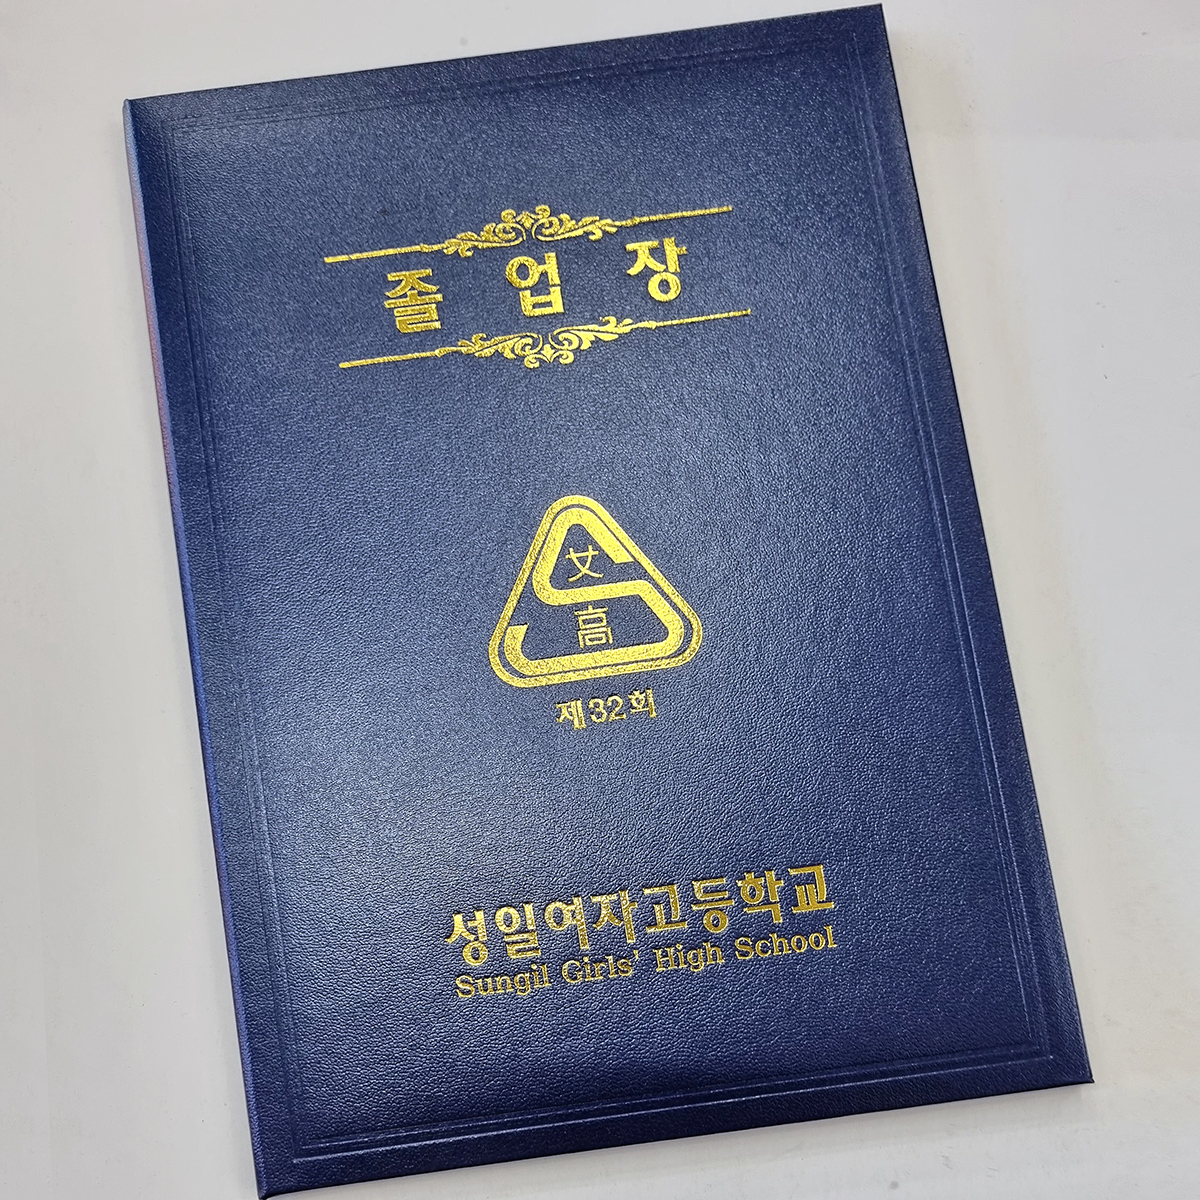 졸 업 장
女
高
제32회
성일여자고등학교
Sungil Girls' High School